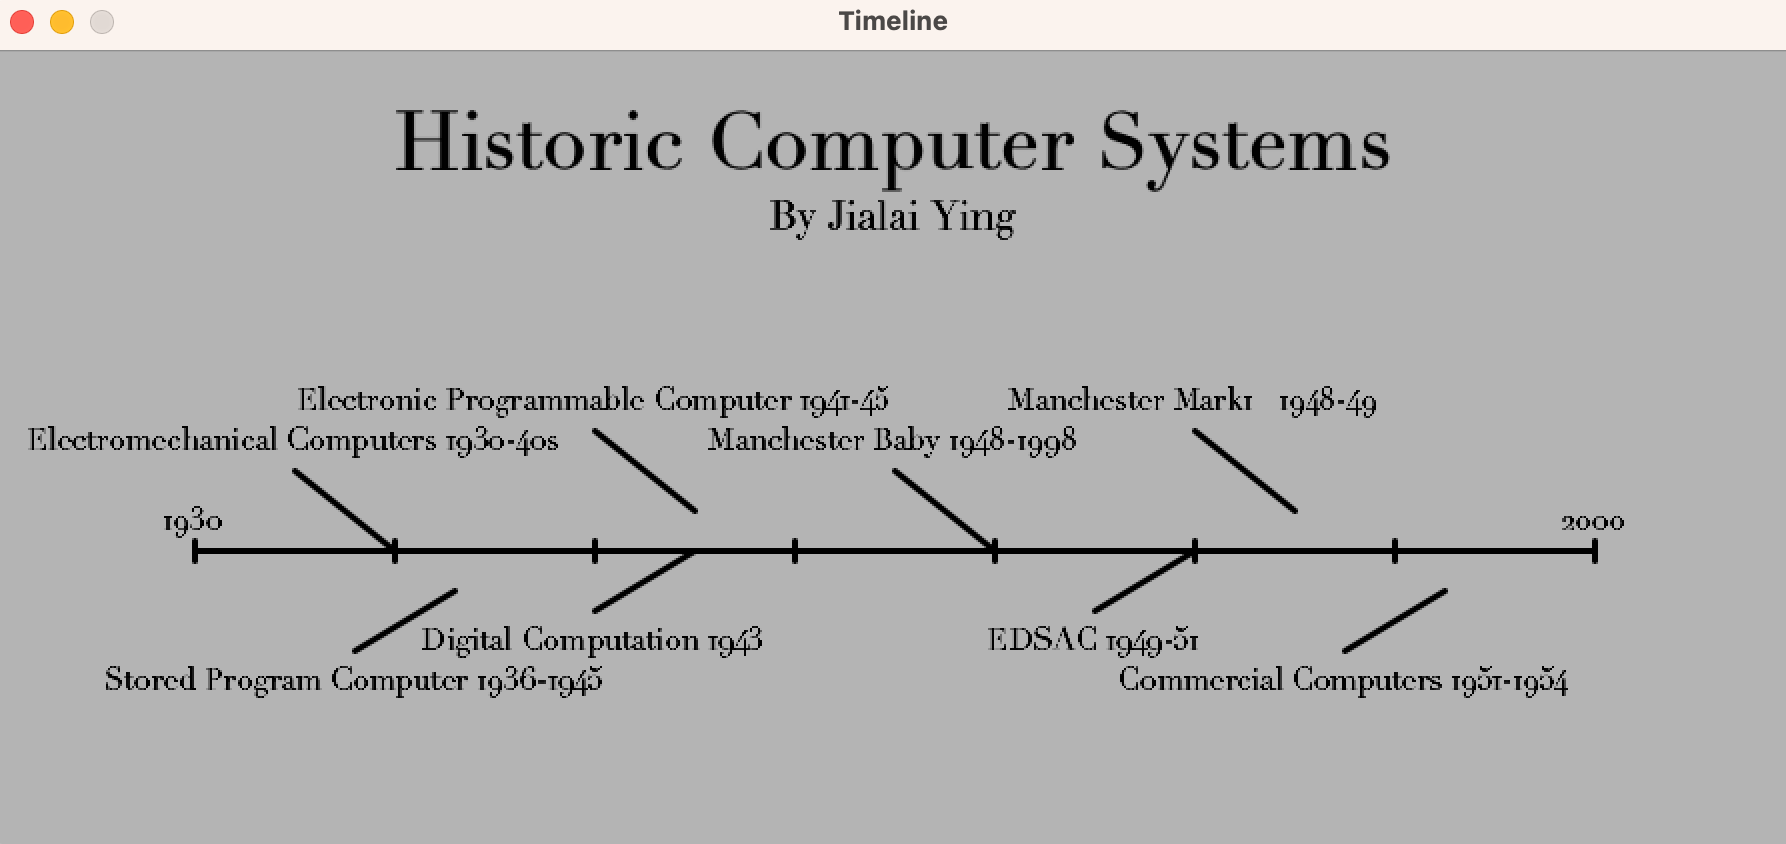 Timeline
Historic Computer Systems
By Jialai Ying
Electronic Programmable Computer 1941-45
Manchester Mark1 1948-49
Electromechanical Computers 1930-40s
Manchester Baby 1948-1998
1930
2000
Digital Computation 1943
EDSAC 1949-51
Stored Program Computer 1936-1945
Commercial Computers 1951-1954